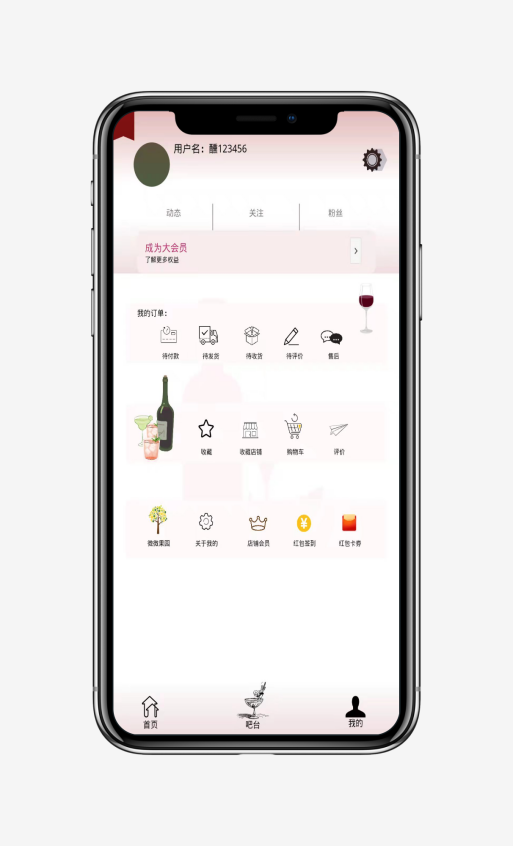 用户名：醺123456
动态 关注 粉丝
成为大会员
了解更多权益
我的订单：
待付款 待发货 待收货 待评价 售后
收藏 收藏店铺 购物车 评价
微微果园 关于我的 店铺会员 红包签到 红包卡券
首页 吧台 我的